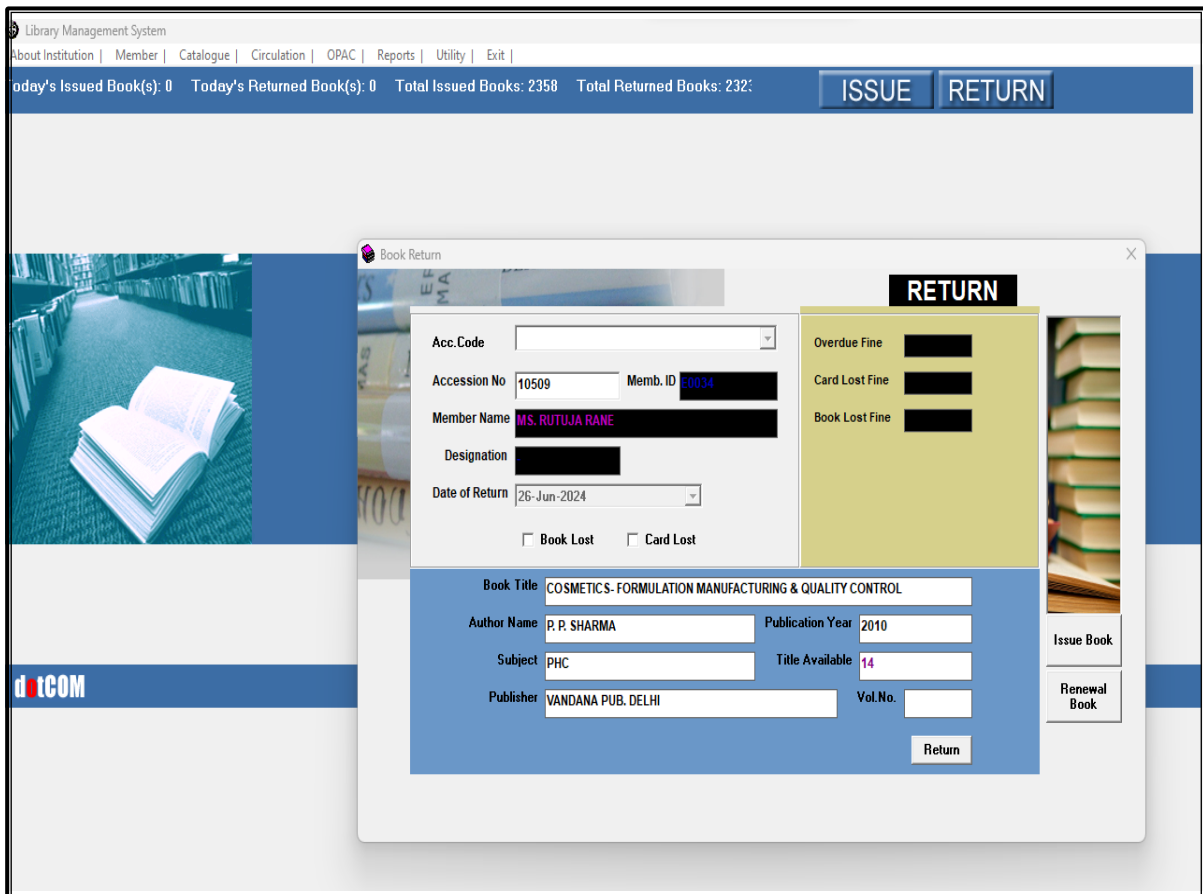 Library Management System
About Institution | Member | Catalogue | Circulation | OPAC | Reports | Utility | Exit |
oday's Issued Book(s): 0 Today's Returned Book(s): 0 Total Issued Books: 2358 Total Returned Books: 232
ISSUE RETURN
Book Return
RETURN
Acc.Code
Accession No 10509 Memb. ID
Member Name MS. RUTUJA RANE
Designation
Date of Return 26-Jun-2024
Book Lost Card Lost
Overdue Fine
Card Lost Fine
Book Lost Fine
Book Title COSMETICS- FORMULATION MANUFACTURING & QUALITY CONTROL
Author Name P. P. SHARMA Publication Year 2010
Subject PHC Title Available 14
Publisher VANDANA PUB. DELHI Vol.No.
Return
Issue Book
Renewal
Book
dotCOM